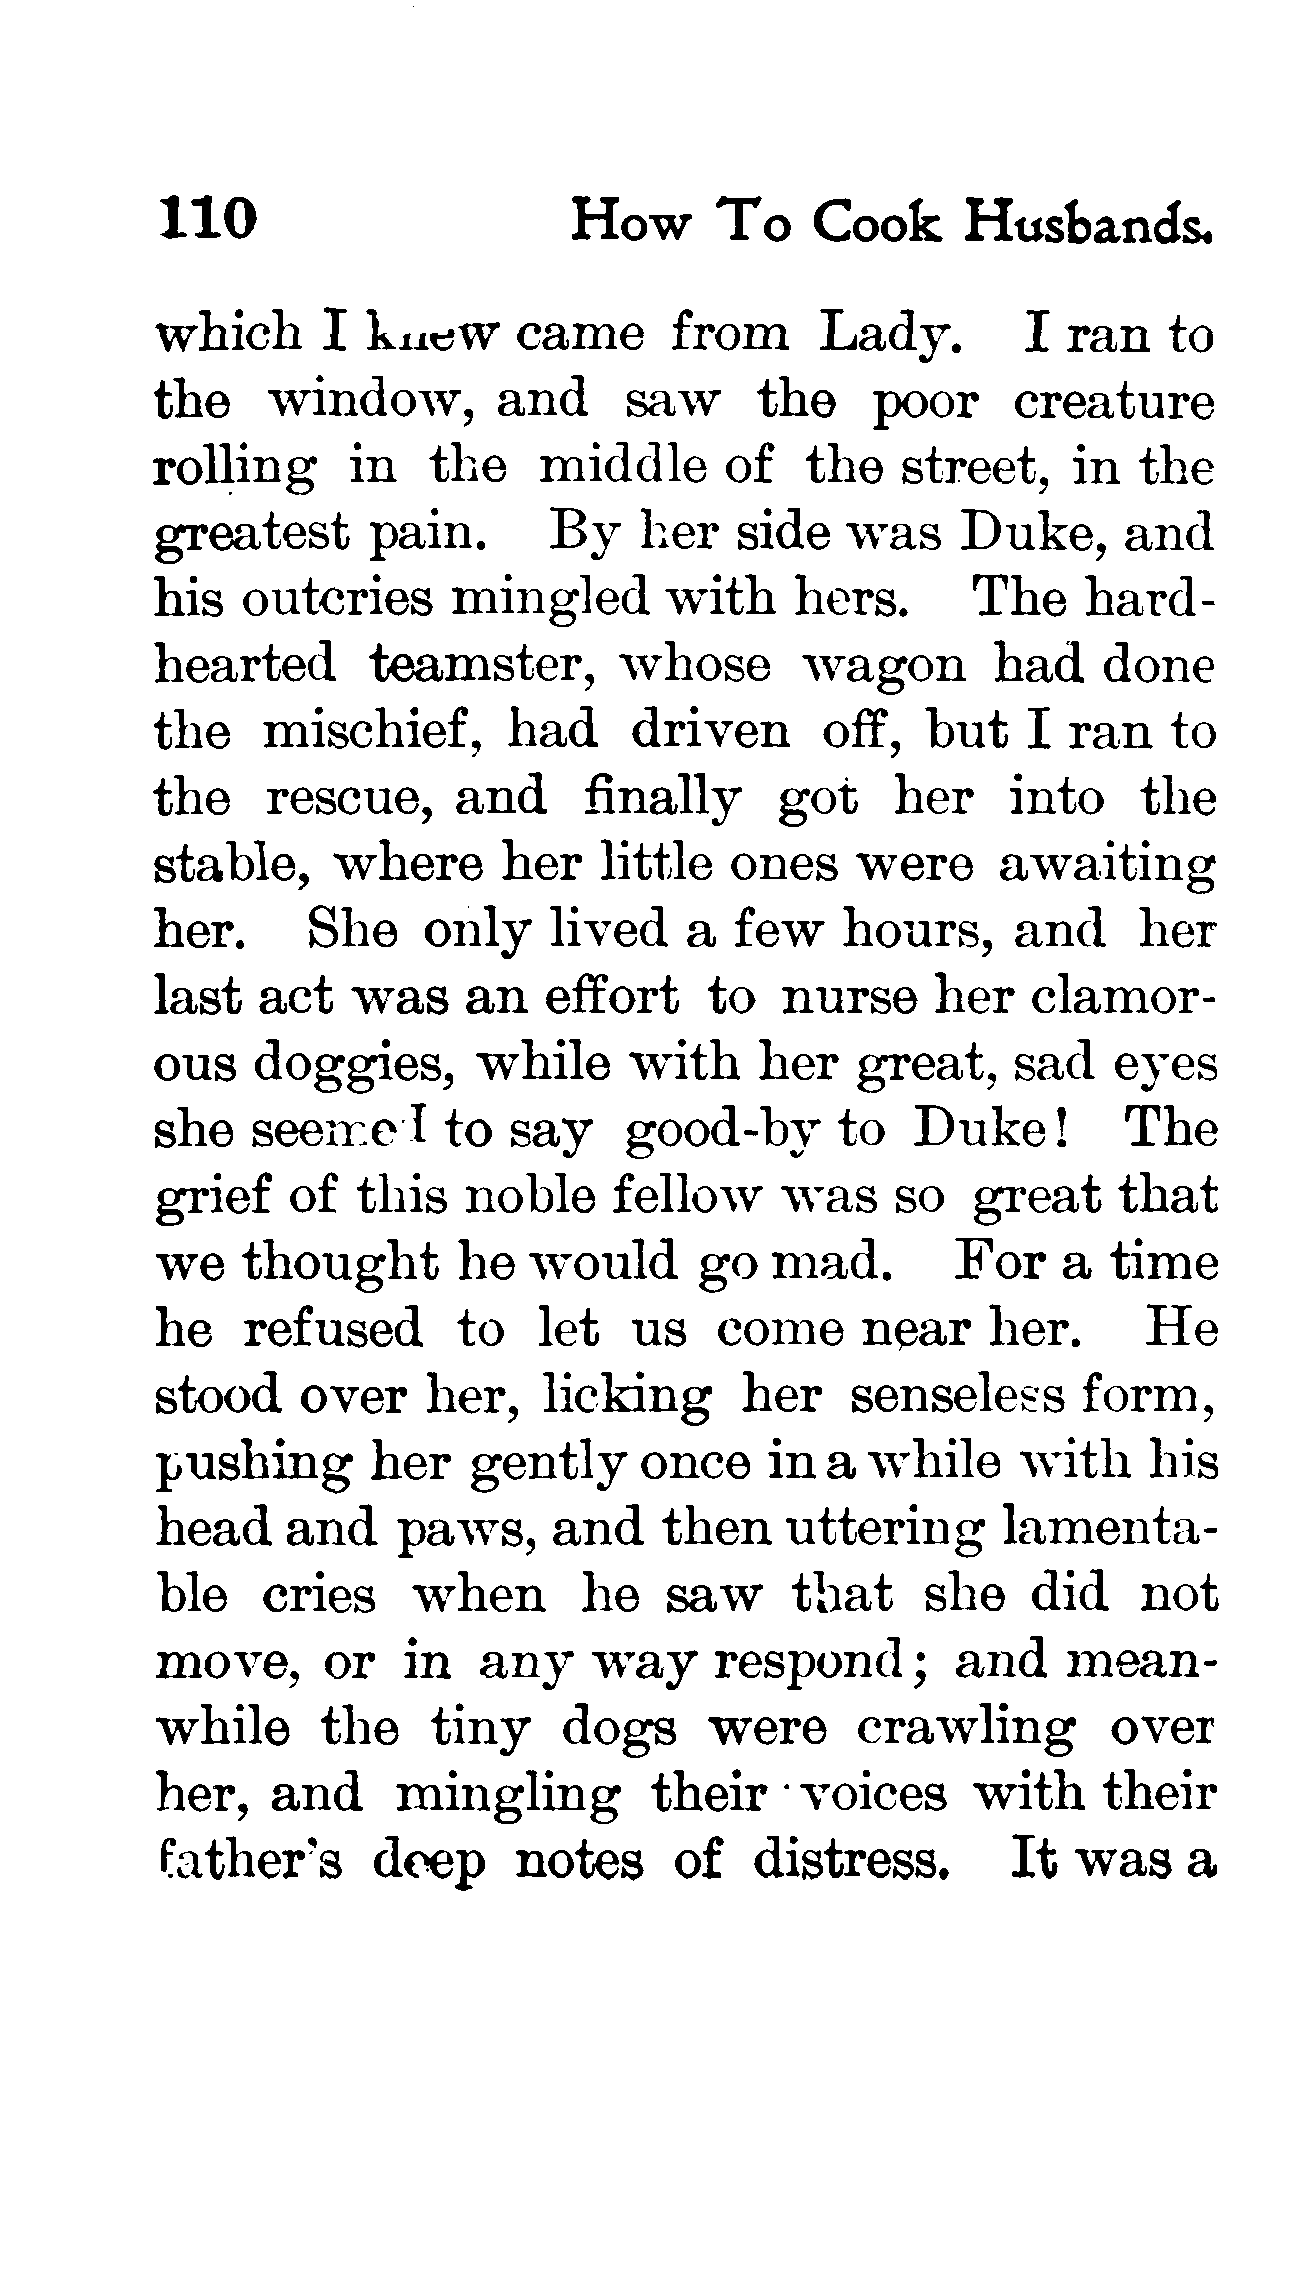 110 How To Cook Husbands.
which I knew came from Lady. I ran to
the window, and saw the poor creature
rolling in the middle of the street, in the
greatest pain. By her side was Duke, and
his outcries mingled with hers. The hard-
hearted teamster, whose wagon had done
the mischief, had driven off, but I ran to
the rescue, and finally got her into the
stable, where her little ones were awaiting
her. She only lived a few hours, and her
last act was an effort to nurse her clamor-
ous doggies, while with her great, sad eyes
she seemed to say good-by to Duke! The
grief of this noble fellow was so great that
we thought he would go mad. For a time
he refused to let us come near her. He
stood over her, licking her senseless form,
pushing her gently once in a while with his
head and paws, and then uttering lamenta-
ble cries when he saw that she did not
move, or in any way respond; and mean-
while the tiny dogs were crawling over
her, and mingling their voices with their
father's deep notes of distress. It was a